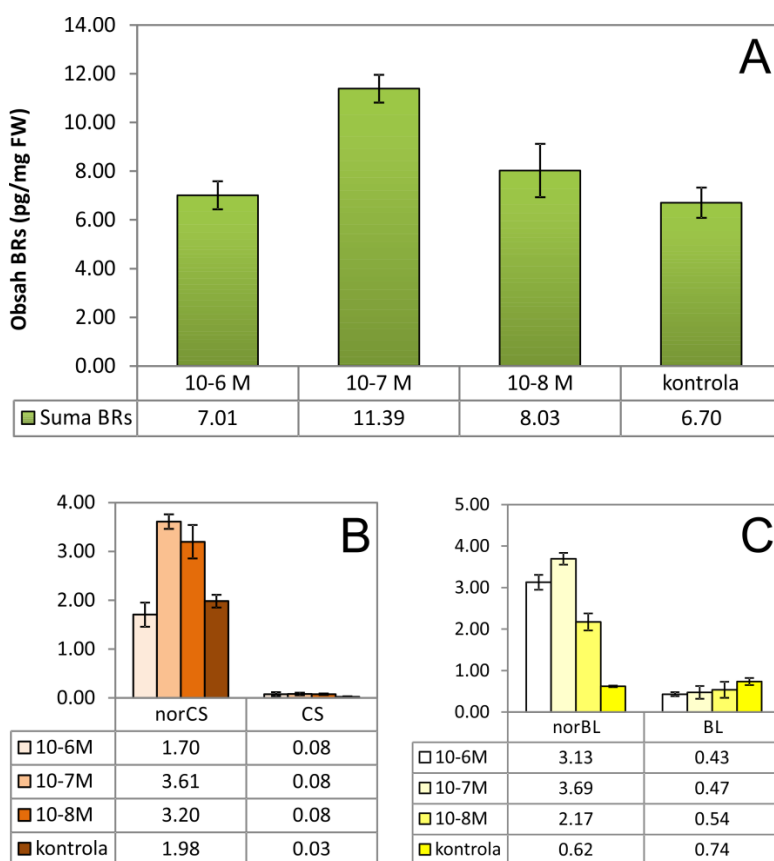 14.00
12.00
10.00
8.00
6.00
4.00
2.00
0.00
Obsah BRs (pg/mg FW)
A
10-6 M 10-7 M 10-8 M kontrola
Suma BRs 7.01 11.39 8.03 6.70
4.00
3.00
2.00
1.00
0.00
B
norCS CS
10-6M 1.70 0.08
10-7M 3.61 0.08
10-8M 3.20 0.08
kontrola 1.98 0.03
5.00
4.00
3.00
2.00
1.00
0.00
C
norBL BL
10-6M 3.13 0.43
10-7M 3.69 0.47
10-8M 2.17 0.54
kontrola 0.62 0.74